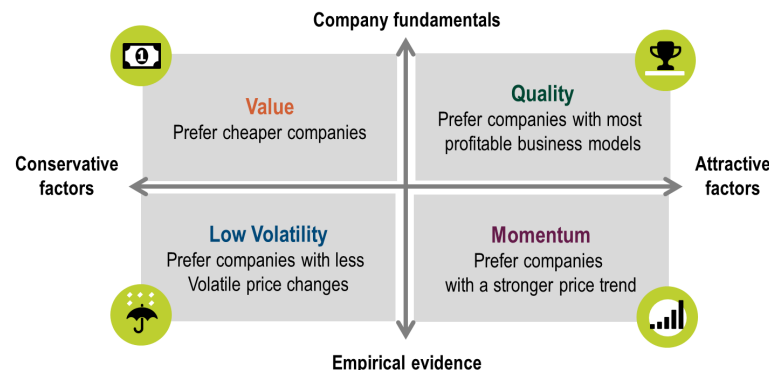 Company fundamentals
1
Value
Prefer cheaper companies
Quality
Prefer companies with most
profitable business models
Conservative
factors
Attractive
factors
Low Volatility
Prefer companies with less
Volatile price changes
Momentum
Prefer companies
with a stronger price trend
Empirical evidence